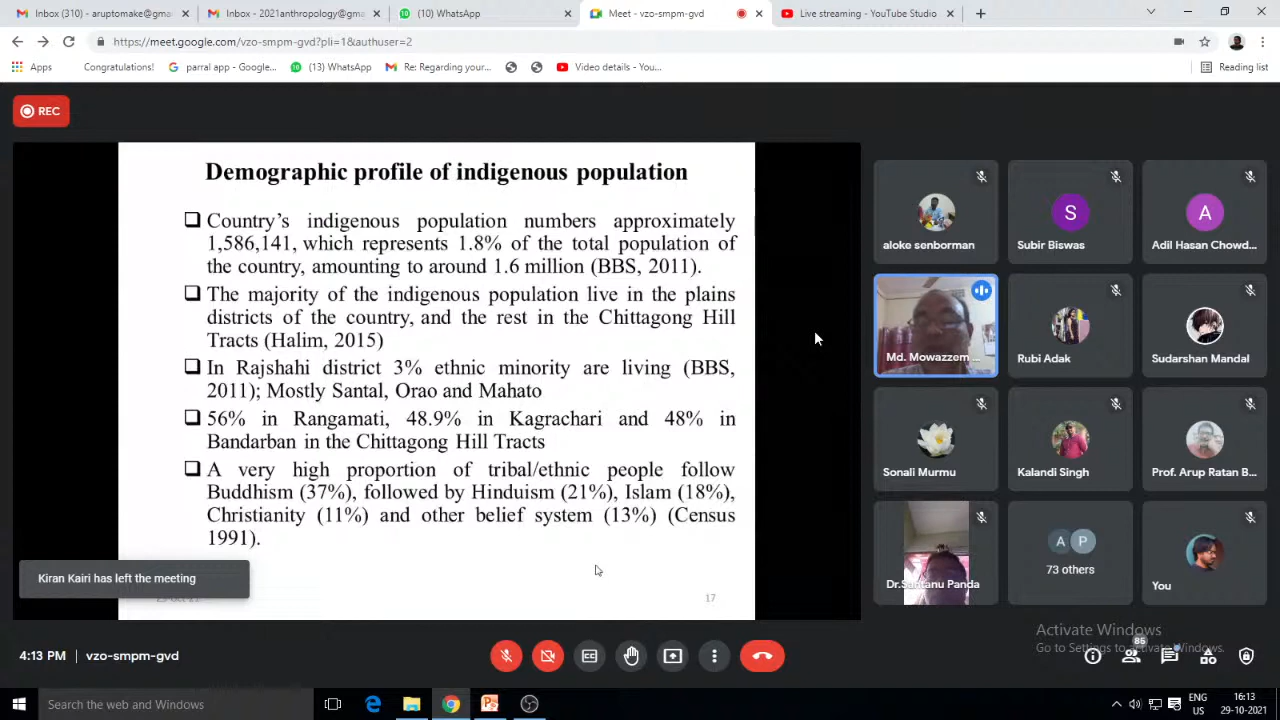 Inbox (310) - aruptomake@gma
Inbox - 2021anthropology@gma
(10) WhatsApp
Meet - vzo-smpm-gvd
Live streaming - YouTube Studio
https://meet.google.com/vzo-smpm-gvd?pli=1&authuser=2
Apps
Congratulations!
parral app - Google...
(13) WhatsApp
Re: Regarding your...
Video details - You...
Reading list
REC
Demographic profile of indigenous population
Country's indigenous population numbers approximately
1,586,141, which represents 1.8% of the total population of
the country, amounting to around 1.6 million (BBS, 2011).
The majority of the indigenous population live in the plains
districts of the country, and the rest in the Chittagong Hill
Tracts (Halim, 2015)
In Rajshahi district 3% ethnic minority are living (BBS,
2011); Mostly Santal, Orao and Mahato
56% in Rangamati, 48.9% in Kagrachari and 48% in
Bandarban in the Chittagong Hill Tracts
A very high proportion of tribal/ethnic people follow
Buddhism (37%), followed by Hinduism (21%), Islam (18%),
Christianity (11%) and other belief system (13%) (Census
1991).
17
Kiran Kairi has left the meeting
aloke senborman
S
Subir Biswas
A
Adil Hasan Chowd...
Md. Mowazzem ...
Rubi Adak
Sudarshan Mandal
Sonali Murmu
Kalandi Singh
Prof. Arup Ratan B...
Dr.Santanu Panda
A P
73 others
You
Activate Windows
Go to Settings to activate Windows.
4:13 PM | vzo-smpm-gvd
85
Search the web and Windows
ENG
US
16:13
29-10-2021